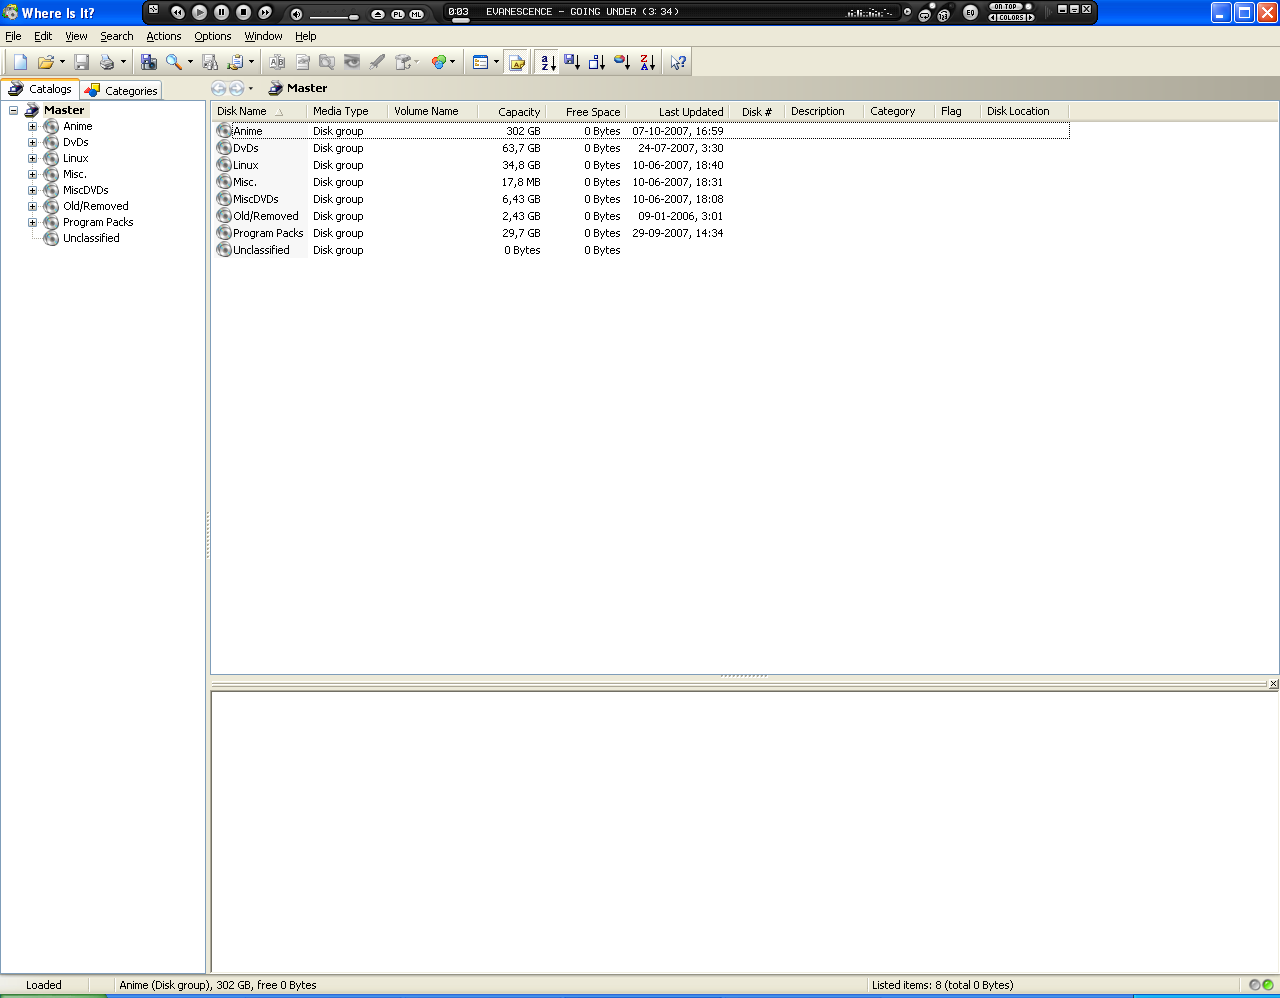 Where Is It?
0:03 EVANESCENCE - GOING UNDER (3:34)
PL ML EQ ON TOP COLORS
File Edit View Search Actions Options Window Help
Catalogs Categories Master
Master
Anime
DvDs
Linux
Misc.
MiscDVDs
Old/Removed
Program Packs
Unclassified
Disk Name Media Type Volume Name Capacity Free Space Last Updated Disk # Description Category Flag Disk Location
Anime Disk group 302 GB 0 Bytes 07-10-2007, 16:59
DvDs Disk group 63,7 GB 0 Bytes 24-07-2007, 3:30
Linux Disk group 34,8 GB 0 Bytes 10-06-2007, 18:40
Misc. Disk group 17,8 MB 0 Bytes 10-06-2007, 18:31
MiscDVDs Disk group 6,43 GB 0 Bytes 10-06-2007, 18:08
Old/Removed Disk group 2,43 GB 0 Bytes 09-01-2006, 3:01
Program Packs Disk group 29,7 GB 0 Bytes 29-09-2007, 14:34
Unclassified Disk group 0 Bytes 0 Bytes
Loaded Anime (Disk group), 302 GB, free 0 Bytes Listed items: 8 (total 0 Bytes)